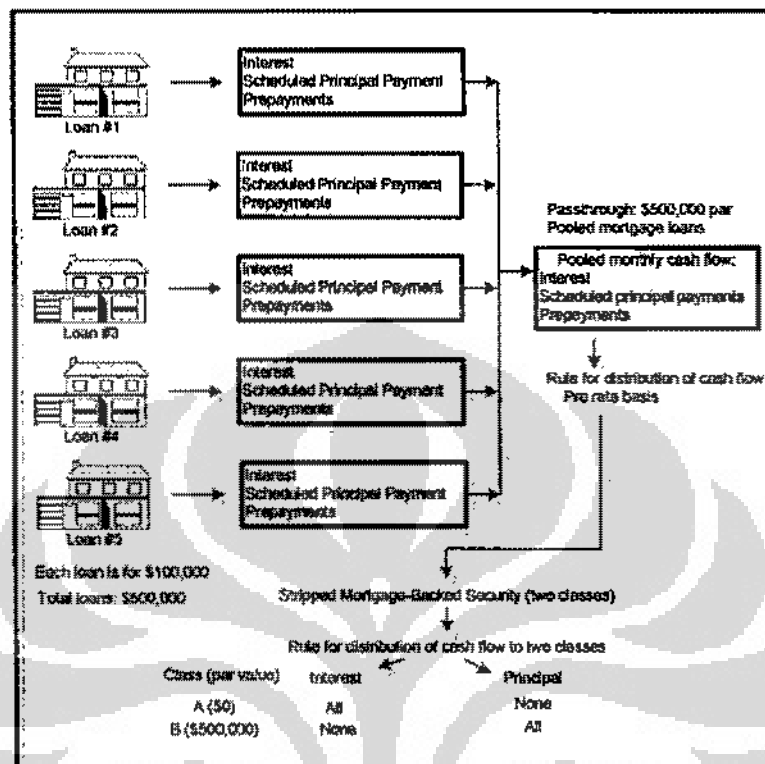 Interest
Scheduled Principal Payment
Prepayments
Loan #1
Interest
Scheduled Principal Payment
Prepayments
Loan #2
Interest
Scheduled Principal Payment
Prepayments
Loan #3
Interest
Scheduled Principal Payment
Prepayments
Loan #4
Interest
Scheduled Principal Payment
Prepayments
Loan #5
Each loan is for $100,000
Total loans: $500,000
Passthrough: $500,000 par
Pooled mortgage loans
Pooled monthly cash flow:
Interest
Scheduled principal payments
Prepayments
Rule for distribution of cash flow
Pro rata basis
Stripped Mortgage-Backed Security (two classes)
Rule for distribution of cash flow to two classes
Class (par value) Interest Principal
A ($0) All None
B ($500,000) None All